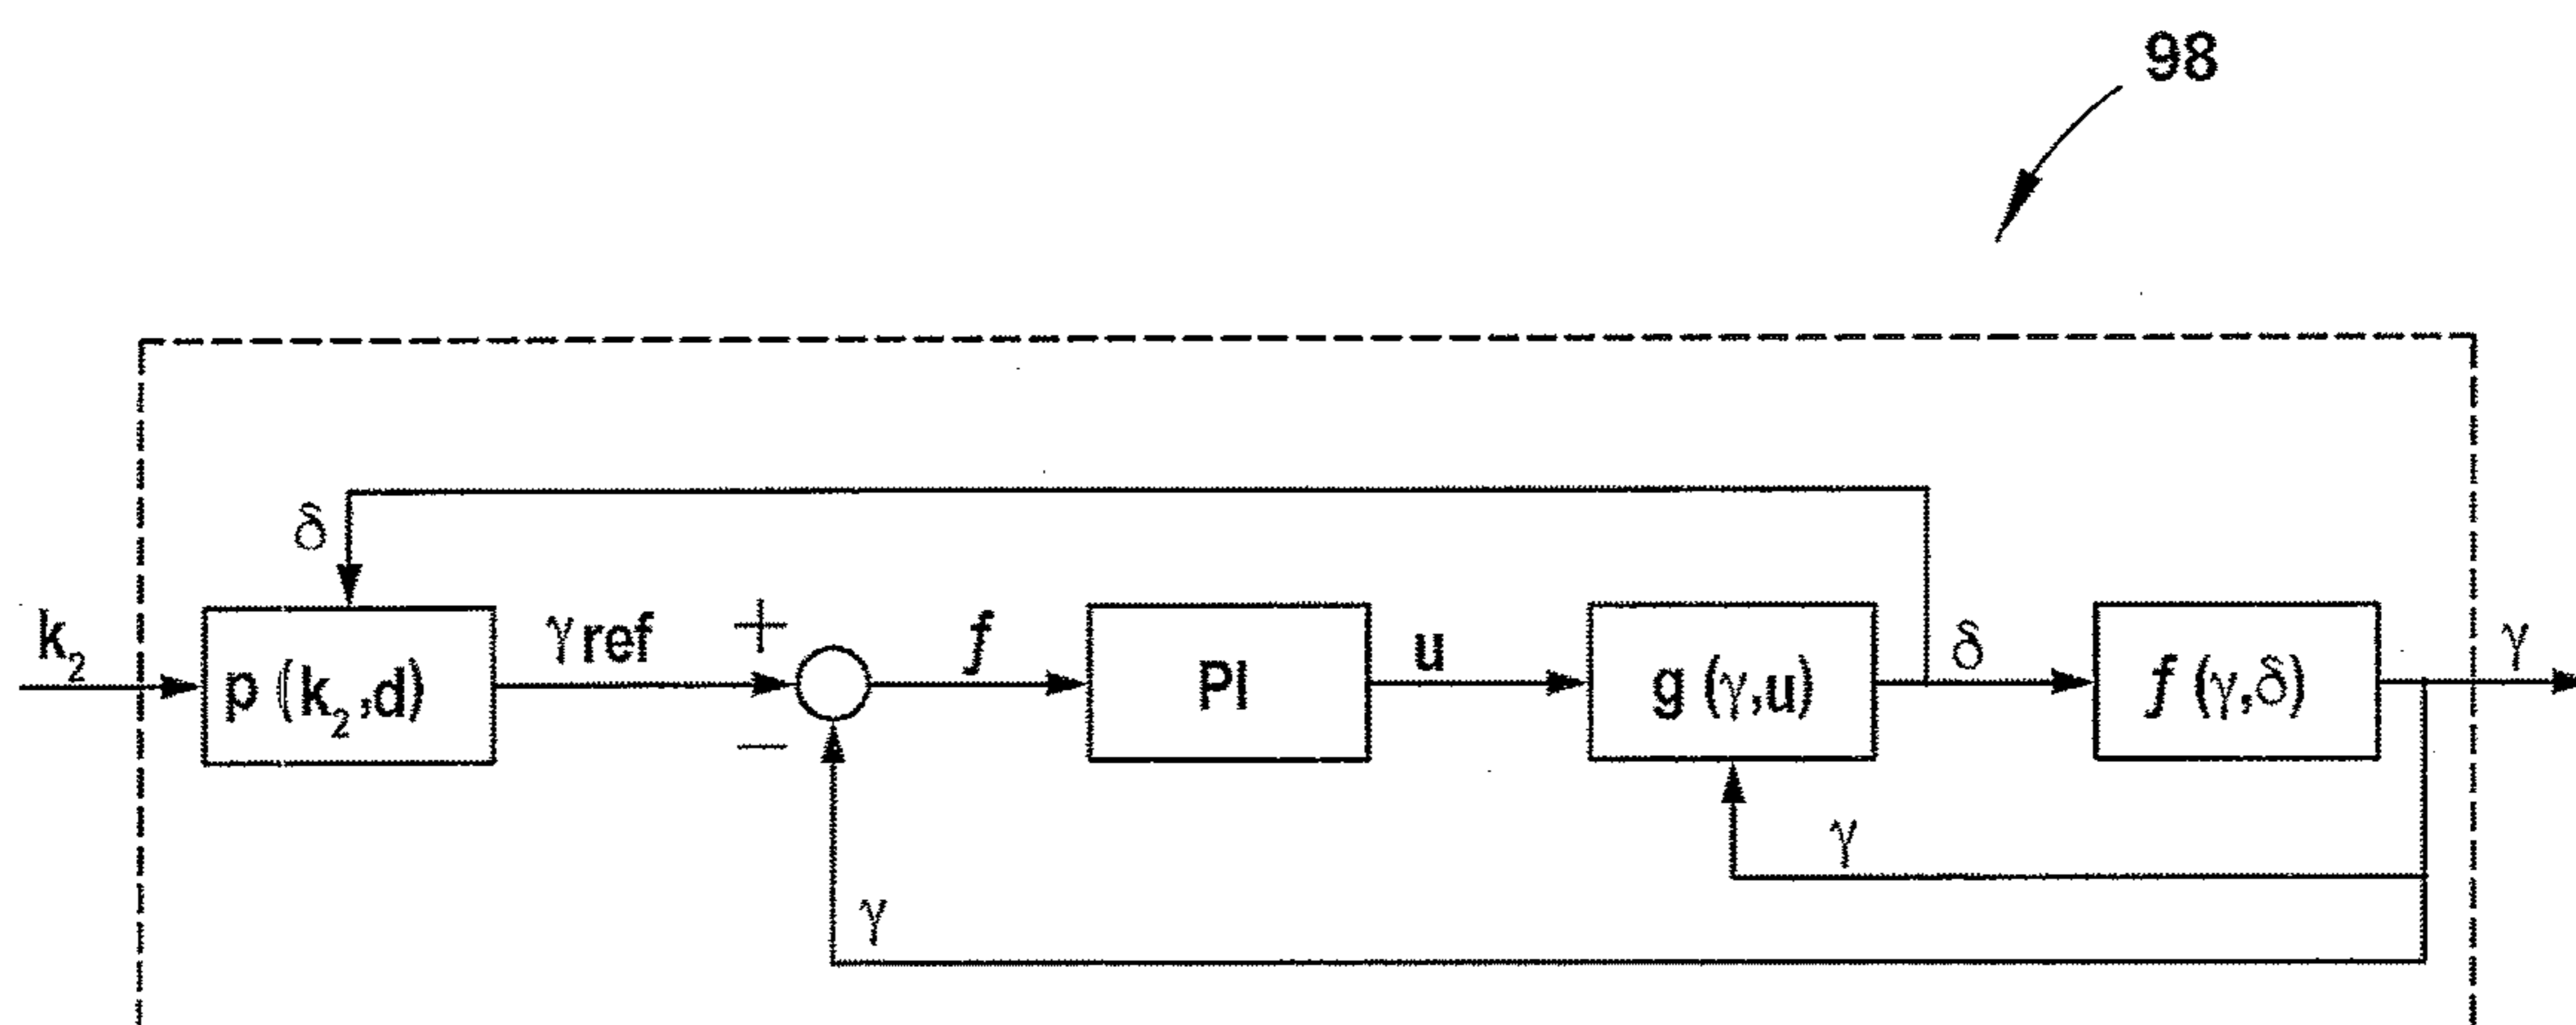 98
δ
k₂
p (k₂,d)
γref
+
−
f
PI
u
g (γ,u)
δ
f (γ,δ)
γ
γ
γ